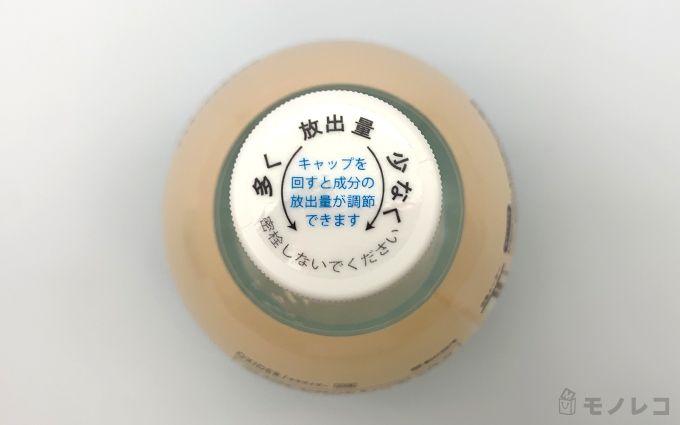 放出量
多く
少なく
キャップを
回すと成分の
放出量が調節
できます
密栓しないでください
モノレコ